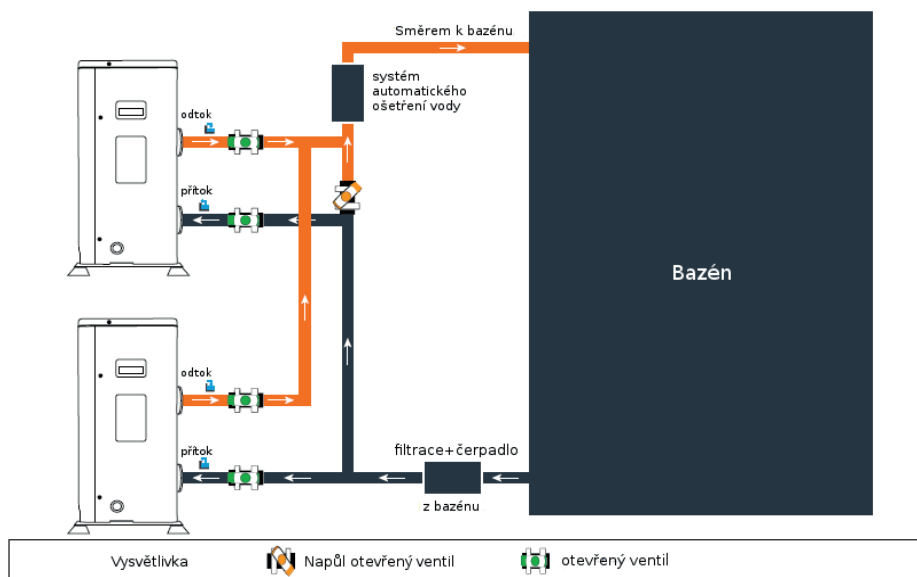 Směrem k bazénu
systém
automatického
ošetření vody
odtok
přítok
Bazén
odtok
přítok
filtrace+čerpadlo
z bazénu
Vysvětlivka
Napůl otevřený ventil
otevřený ventil